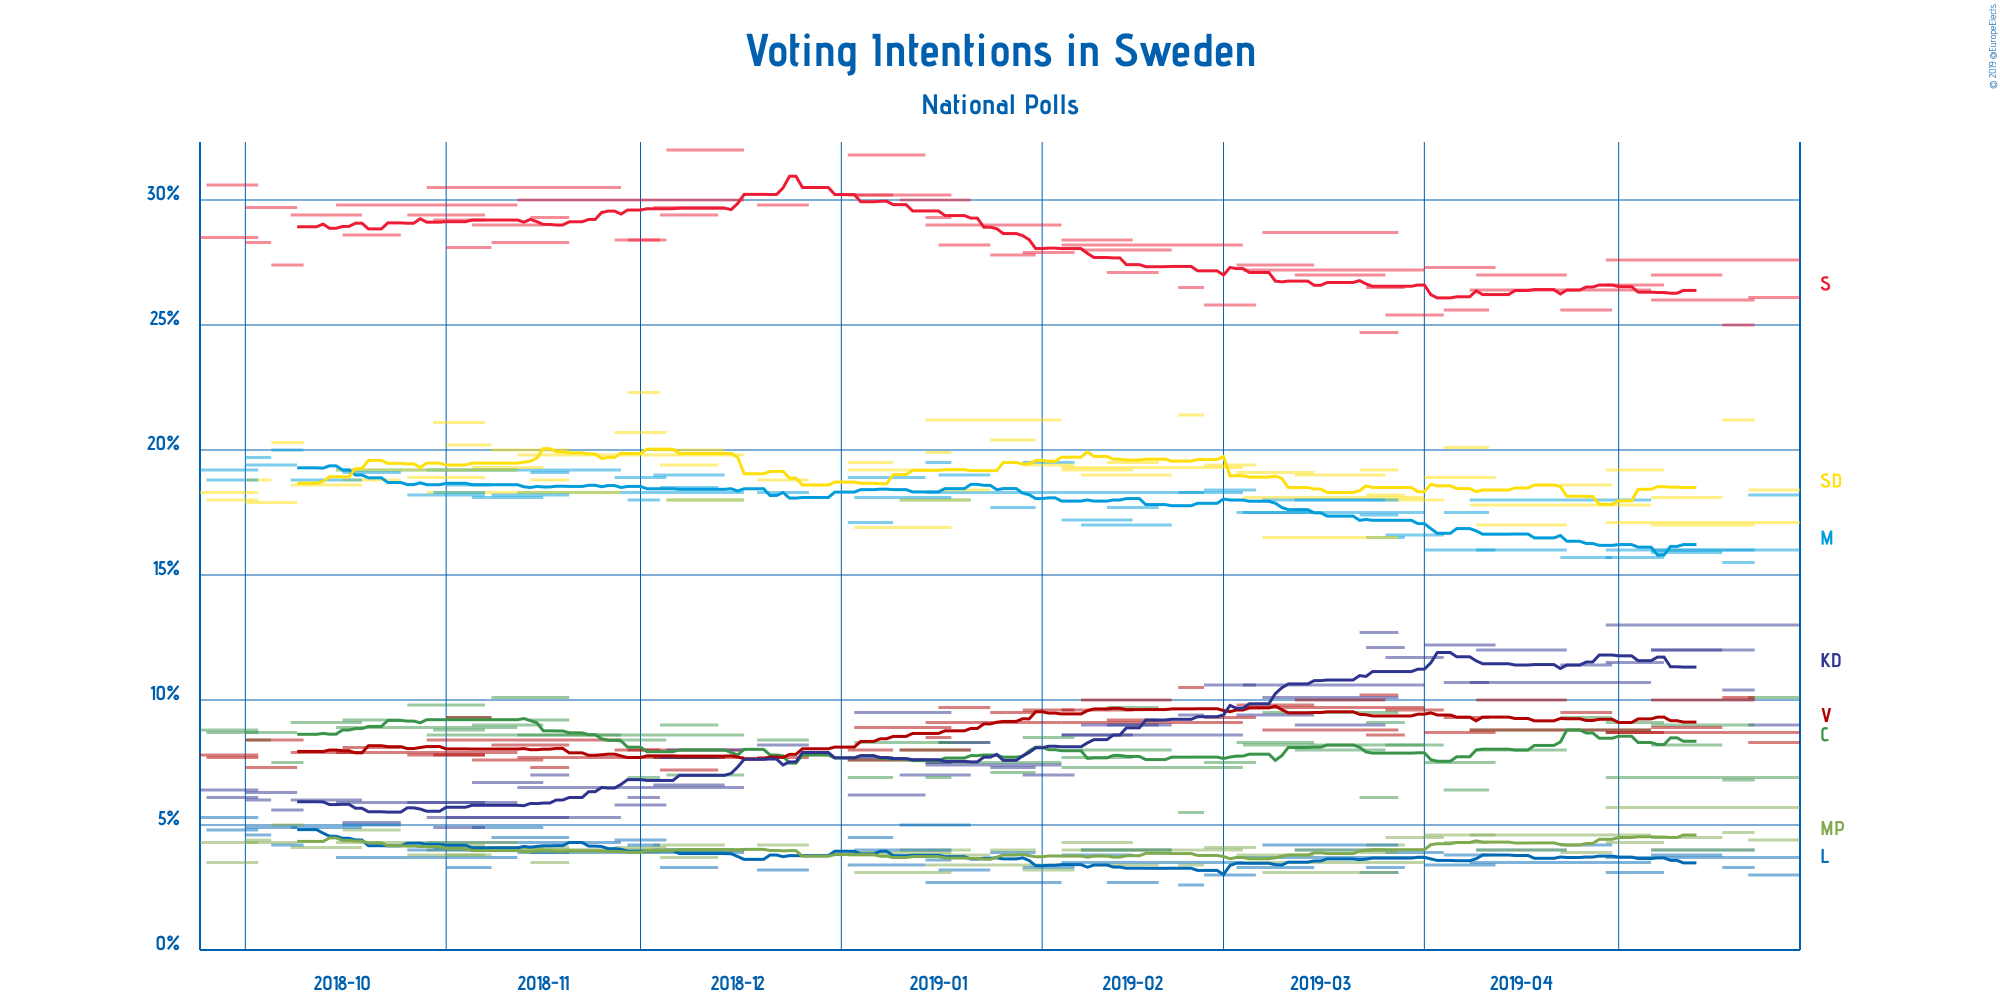 Voting Intentions in Sweden
National Polls
© 2019 @EuropeElects
30%
25%
20%
15%
10%
5%
0%
S
SD
M
KD
V
C
MP
L
2018-10
2018-11
2018-12
2019-01
2019-02
2019-03
2019-04